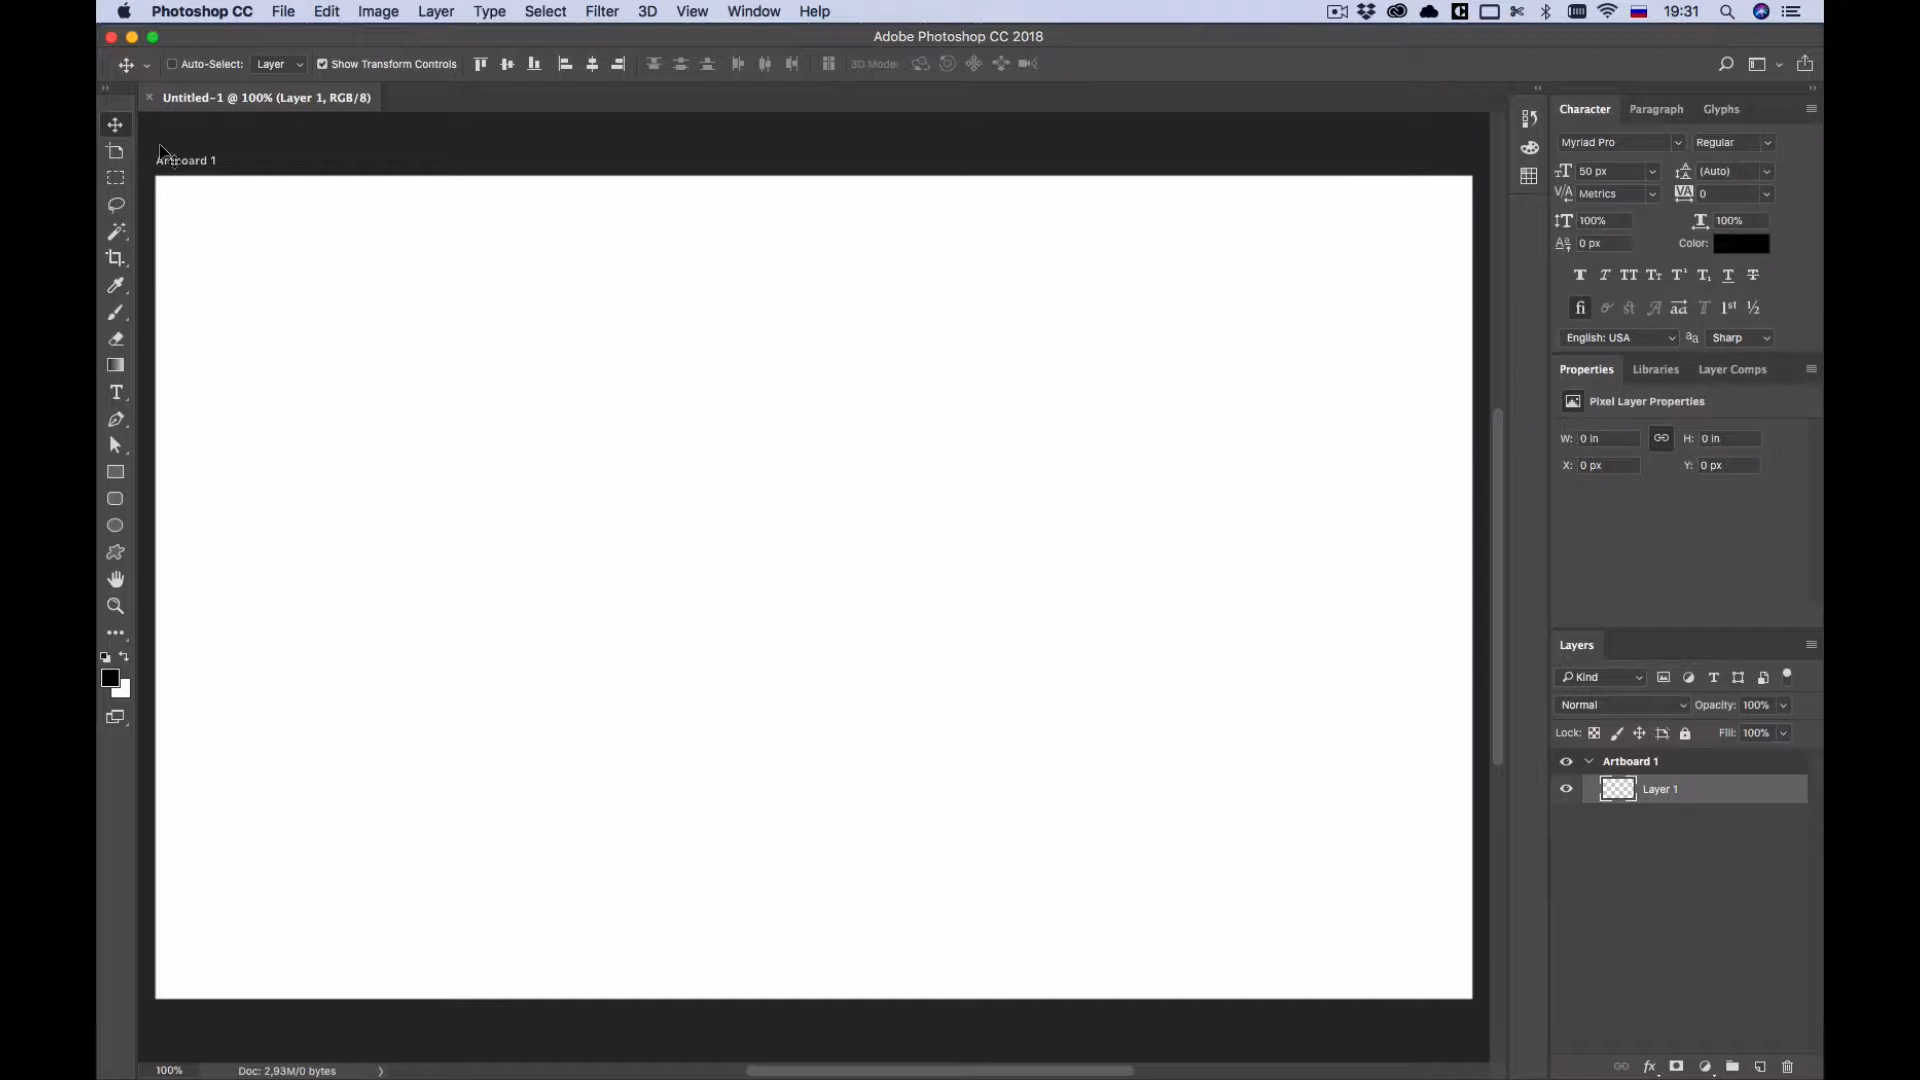 Photoshop CC File Edit Image Layer Type Select Filter 3D View Window Help 19:31
Adobe Photoshop CC 2018
Auto-Select: Layer Show Transform Controls 3D Mode:
Untitled-1 @ 100% (Layer 1, RGB/8)
Artboard 1
Character Paragraph Glyphs
Myriad Pro Regular
50 px (Auto)
Metrics 0
100% 100%
0 px Color:
English: USA Sharp
Properties Libraries Layer Comps
Pixel Layer Properties
W: 0 in H: 0 in
X: 0 px Y: 0 px
Layers
Kind
Normal Opacity: 100%
Lock: Fill: 100%
Artboard 1
Layer 1
100% Doc: 2,93M/0 bytes